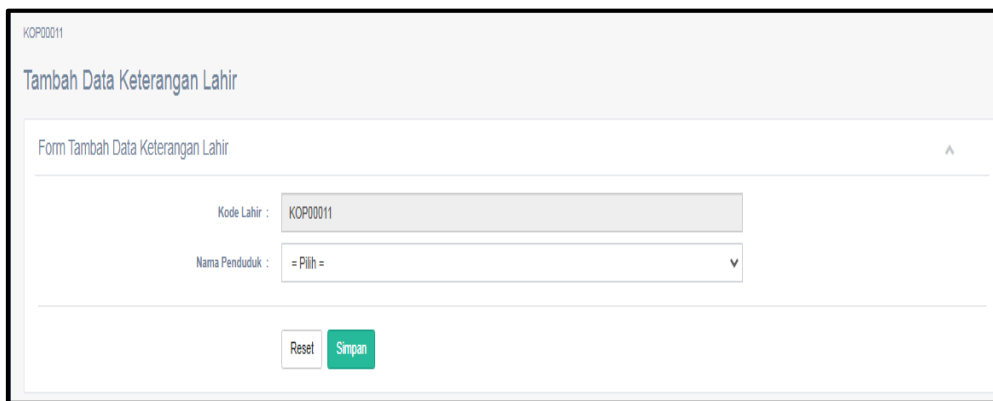 KOP00011
Tambah Data Keterangan Lahir
Form Tambah Data Keterangan Lahir
Kode Lahir : KOP00011
Nama Penduduk : = Pilih =
Reset Simpan